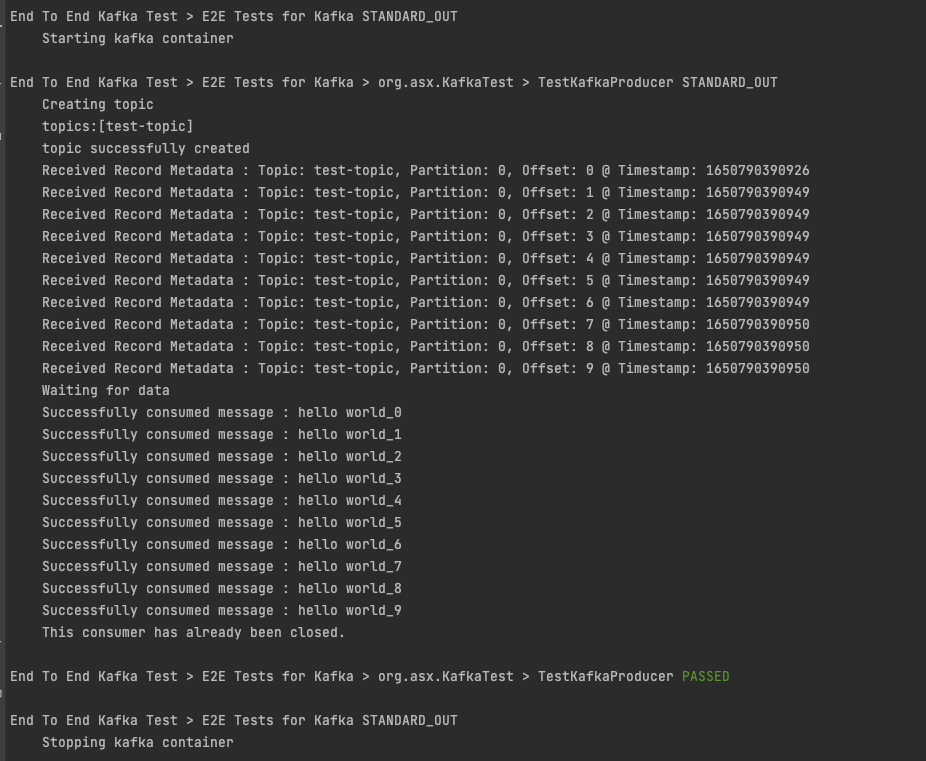 End To End Kafka Test > E2E Tests for Kafka STANDARD_OUT
Starting kafka container
End To End Kafka Test > E2E Tests for Kafka > org.asx.KafkaTest > TestKafkaProducer STANDARD_OUT
Creating topic
topics:[test-topic]
topic successfully created
Received Record Metadata : Topic: test-topic, Partition: 0, Offset: 0 @ Timestamp: 1650790390926
Received Record Metadata : Topic: test-topic, Partition: 0, Offset: 1 @ Timestamp: 1650790390949
Received Record Metadata : Topic: test-topic, Partition: 0, Offset: 2 @ Timestamp: 1650790390949
Received Record Metadata : Topic: test-topic, Partition: 0, Offset: 3 @ Timestamp: 1650790390949
Received Record Metadata : Topic: test-topic, Partition: 0, Offset: 4 @ Timestamp: 1650790390949
Received Record Metadata : Topic: test-topic, Partition: 0, Offset: 5 @ Timestamp: 1650790390949
Received Record Metadata : Topic: test-topic, Partition: 0, Offset: 6 @ Timestamp: 1650790390949
Received Record Metadata : Topic: test-topic, Partition: 0, Offset: 7 @ Timestamp: 1650790390950
Received Record Metadata : Topic: test-topic, Partition: 0, Offset: 8 @ Timestamp: 1650790390950
Received Record Metadata : Topic: test-topic, Partition: 0, Offset: 9 @ Timestamp: 1650790390950
Waiting for data
Successfully consumed message : hello world_0
Successfully consumed message : hello world_1
Successfully consumed message : hello world_2
Successfully consumed message : hello world_3
Successfully consumed message : hello world_4
Successfully consumed message : hello world_5
Successfully consumed message : hello world_6
Successfully consumed message : hello world_7
Successfully consumed message : hello world_8
Successfully consumed message : hello world_9
This consumer has already been closed.
End To End Kafka Test > E2E Tests for Kafka > org.asx.KafkaTest > TestKafkaProducer PASSED
End To End Kafka Test > E2E Tests for Kafka STANDARD_OUT
Stopping kafka container